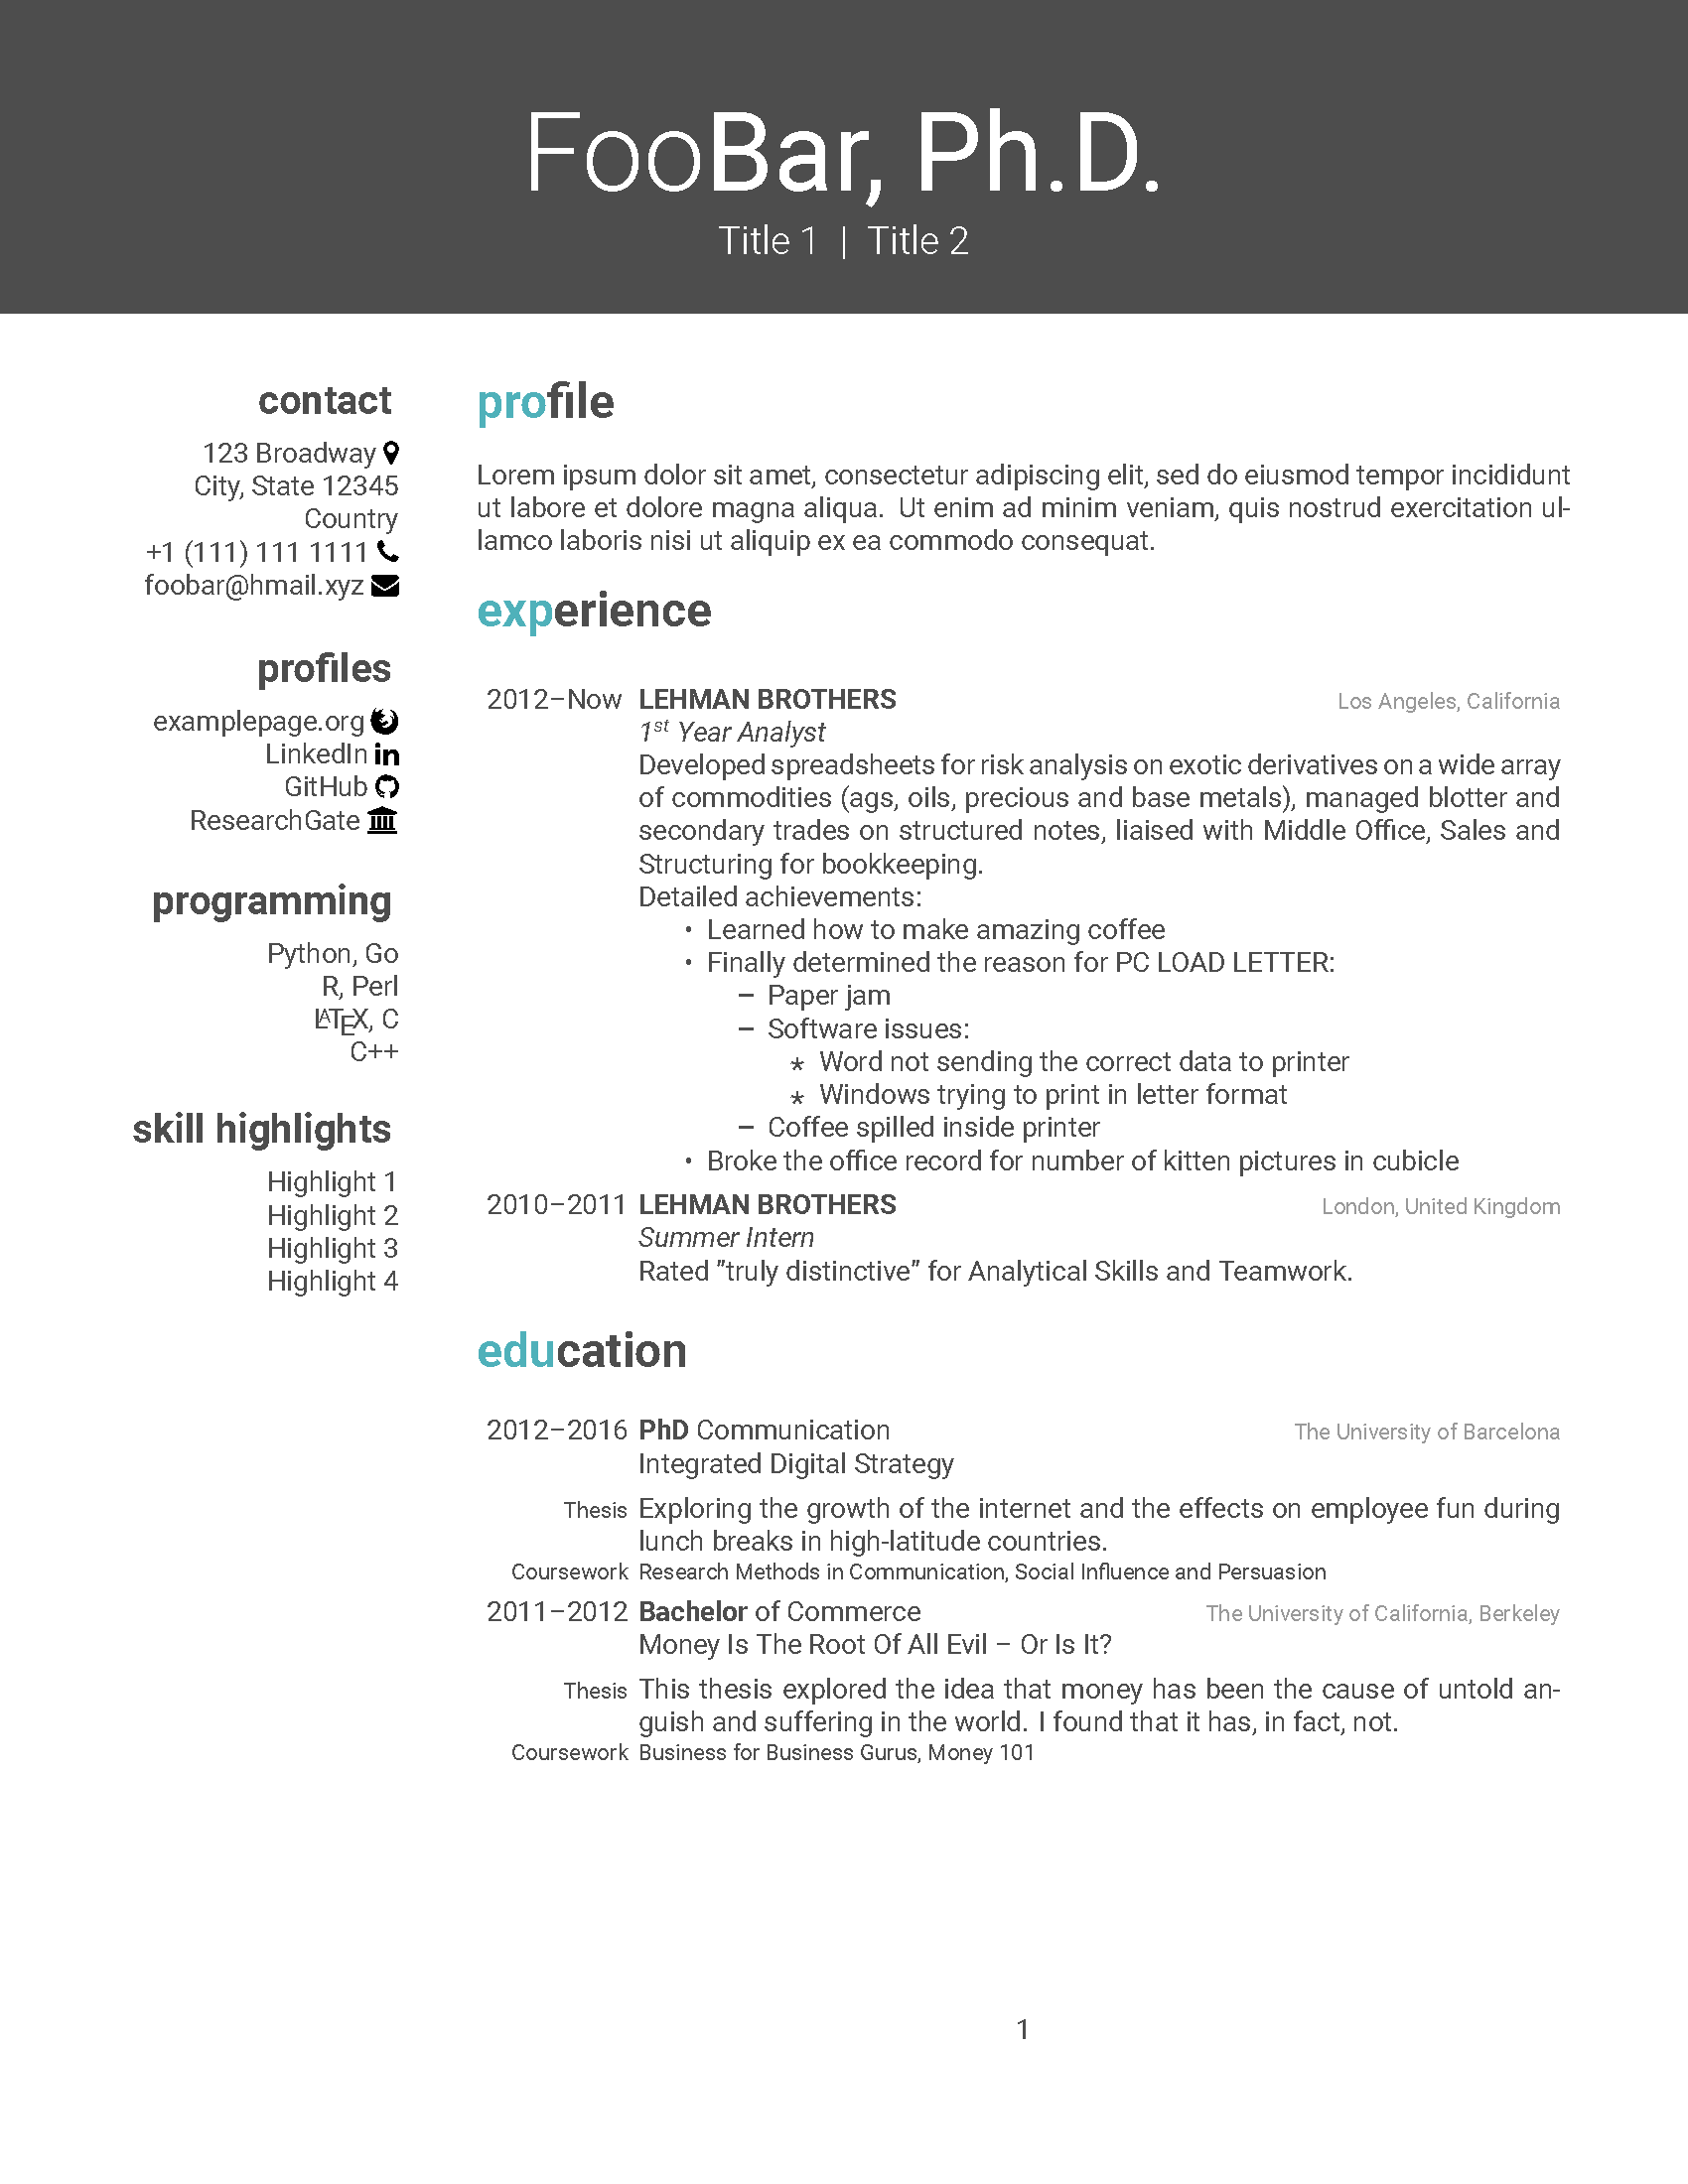 FooBar, Ph.D.
Title 1 | Title 2
contact
123 Broadway
City, State 12345
Country
+1 (111) 111 1111
foobar@hmail.xyz
profiles
examplepage.org
LinkedIn
GitHub
ResearchGate
programming
Python, Go
R, Perl
LATEX, C
C++
skill highlights
Highlight 1
Highlight 2
Highlight 3
Highlight 4
profile
Lorem ipsum dolor sit amet, consectetur adipiscing elit, sed do eiusmod tempor incididunt
ut labore et dolore magna aliqua. Ut enim ad minim veniam, quis nostrud exercitation ul-
lamco laboris nisi ut aliquip ex ea commodo consequat.
experience
2012–Now LEHMAN BROTHERS Los Angeles, California
1st Year Analyst
Developed spreadsheets for risk analysis on exotic derivatives on a wide array
of commodities (ags, oils, precious and base metals), managed blotter and
secondary trades on structured notes, liaised with Middle Office, Sales and
Structuring for bookkeeping.
Detailed achievements:
• Learned how to make amazing coffee
• Finally determined the reason for PC LOAD LETTER:
– Paper jam
– Software issues:
* Word not sending the correct data to printer
* Windows trying to print in letter format
– Coffee spilled inside printer
• Broke the office record for number of kitten pictures in cubicle
2010–2011 LEHMAN BROTHERS London, United Kingdom
Summer Intern
Rated "truly distinctive" for Analytical Skills and Teamwork.
education
2012–2016 PhD Communication The University of Barcelona
Integrated Digital Strategy
Thesis Exploring the growth of the internet and the effects on employee fun during
lunch breaks in high-latitude countries.
Coursework Research Methods in Communication, Social Influence and Persuasion
2011–2012 Bachelor of Commerce The University of California, Berkeley
Money Is The Root Of All Evil – Or Is It?
Thesis This thesis explored the idea that money has been the cause of untold an-
guish and suffering in the world. I found that it has, in fact, not.
Coursework Business for Business Gurus, Money 101
1